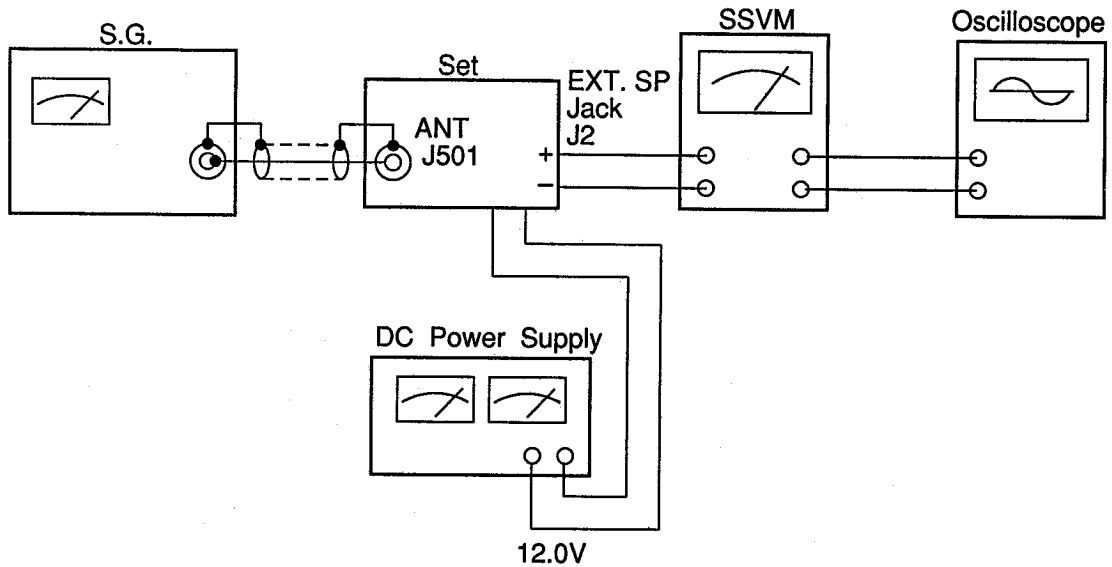 S.G.
Set
ANT
J501
EXT. SP
Jack
J2
+
−
SSVM
Oscilloscope
DC Power Supply
12.0V